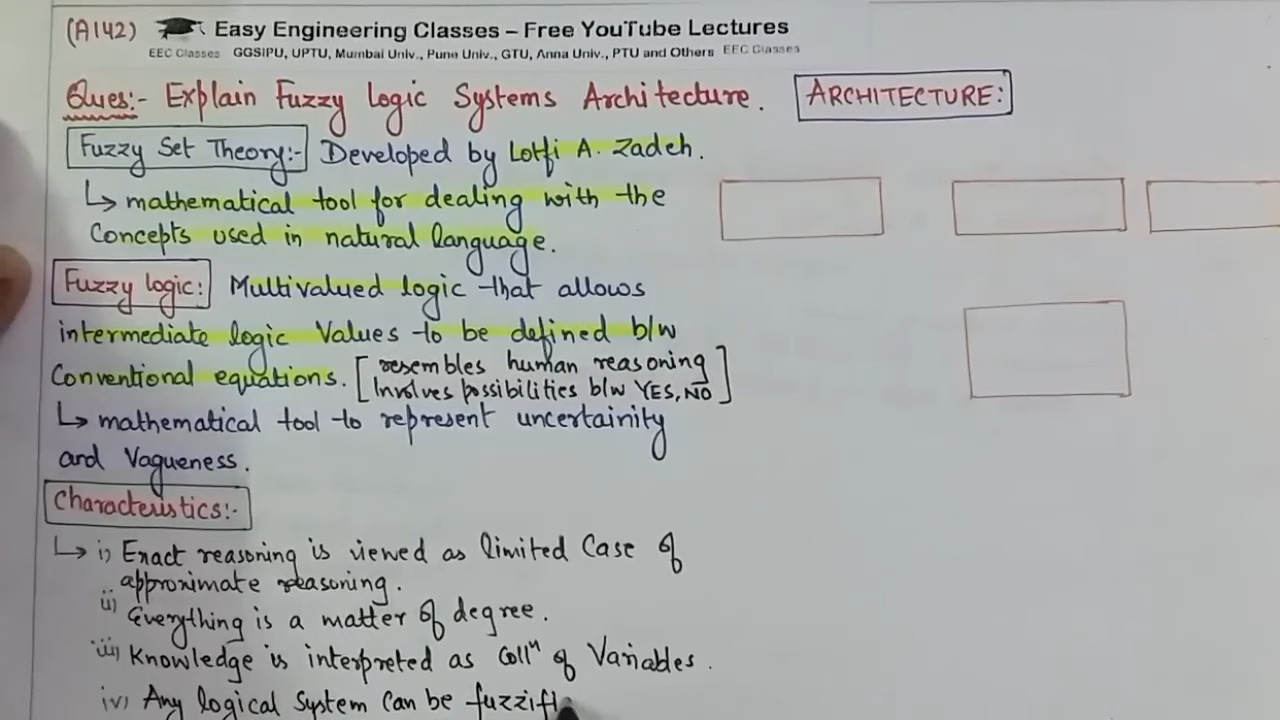 (A142) Easy Engineering Classes – Free YouTube Lectures
EEC Classes GGSIPU, UPTU, Mumbai Univ., Pune Univ., GTU, Anna Univ., PTU and Others EEC Classes
Ques:- Explain Fuzzy Logic Systems Architecture.
Fuzzy Set Theory:- Developed by Lotfi A. Zadeh.
↳ mathematical tool for dealing with the
Concepts used in natural language.
Fuzzy logic: Multivalued logic that allows
intermediate logic Values to be defined b/w
Conventional equations. [resembles human reasoning
Involves possibilities b/w YES, NO]
↳ mathematical tool to represent uncertainity
and Vagueness.
Characteristics:-
↳ i) Exact reasoning is viewed as limited Case of
approximate reasoning.
ii) Everything is a matter of degree.
iii) Knowledge is interpreted as Collⁿ of Variables.
iv) Any logical System Can be fuzzifi
ARCHITECTURE: